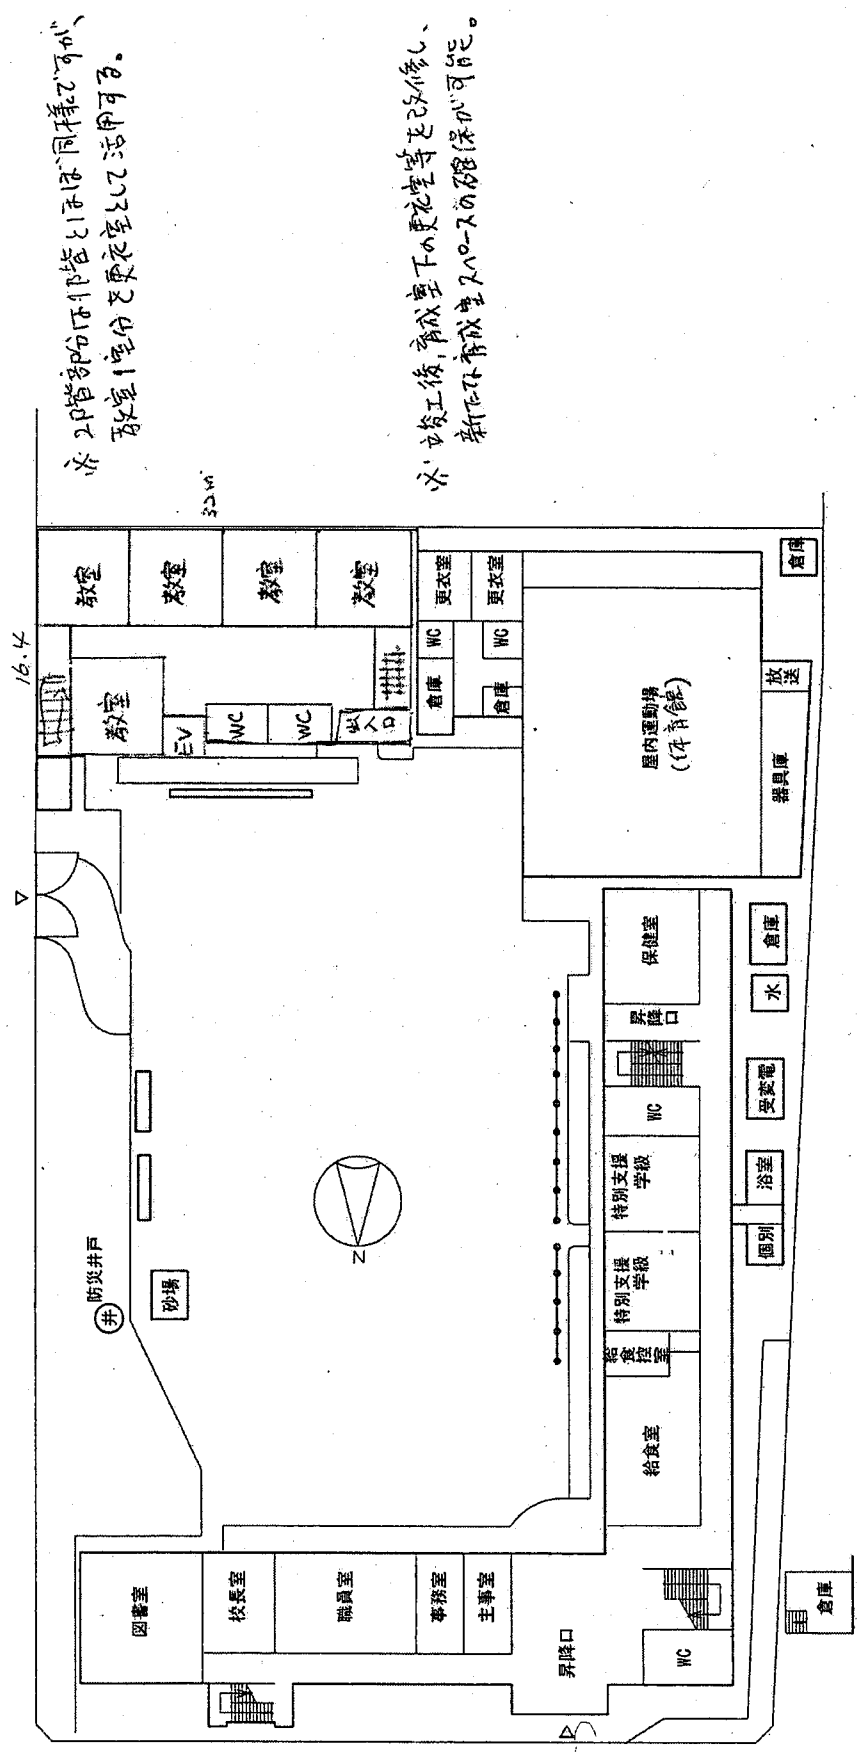 ※ 2階部分は1階とほぼ同様ですが、
教室1室分を更衣室として活用する。
※ 竣工後、育成室下の更衣室等を改修し、
新たな育成室スペースの確保が可能。
32m
16.4
教室
教室
教室
教室
教室
EV
WC
WC
出入口
更衣室
更衣室
WC
WC
倉庫
倉庫
倉庫
屋内運動場
(体育館)
放送
器具庫
保健室
昇降口
WC
特別支援
学級
特別支援
学級
給食控室
給食室
倉庫
水
受変電
浴室
個別
防災井戸
井
砂場
N
図書室
校長室
職員室
事務室
主事室
昇降口
WC
倉庫